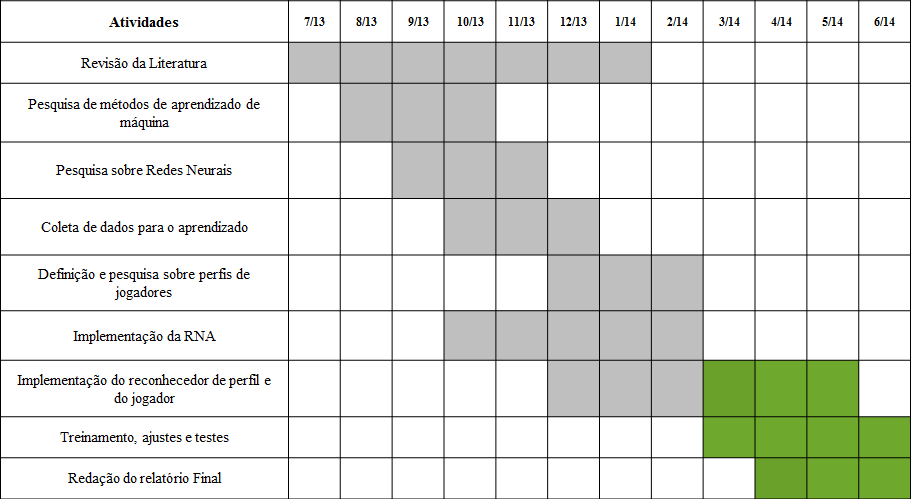 Atividades 7/13 8/13 9/13 10/13 11/13 12/13 1/14 2/14 3/14 4/14 5/14 6/14
Revisão da Literatura
Pesquisa de métodos de aprendizado de
máquina
Pesquisa sobre Redes Neurais
Coleta de dados para o aprendizado
Definição e pesquisa sobre perfis de
jogadores
Implementação da RNA
Implementação do reconhecedor de perfil e
do jogador
Treinamento, ajustes e testes
Redação do relatório Final